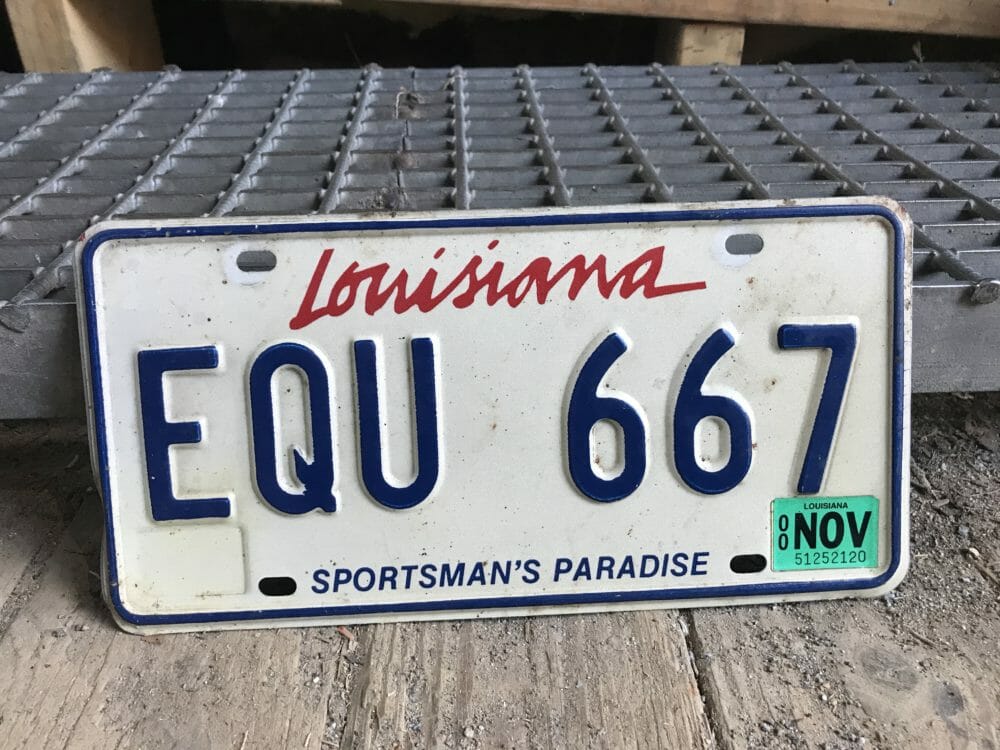 Louisiana
EQU 667
LOUISIANA
00 NOV
51252120
SPORTSMAN'S PARADISE